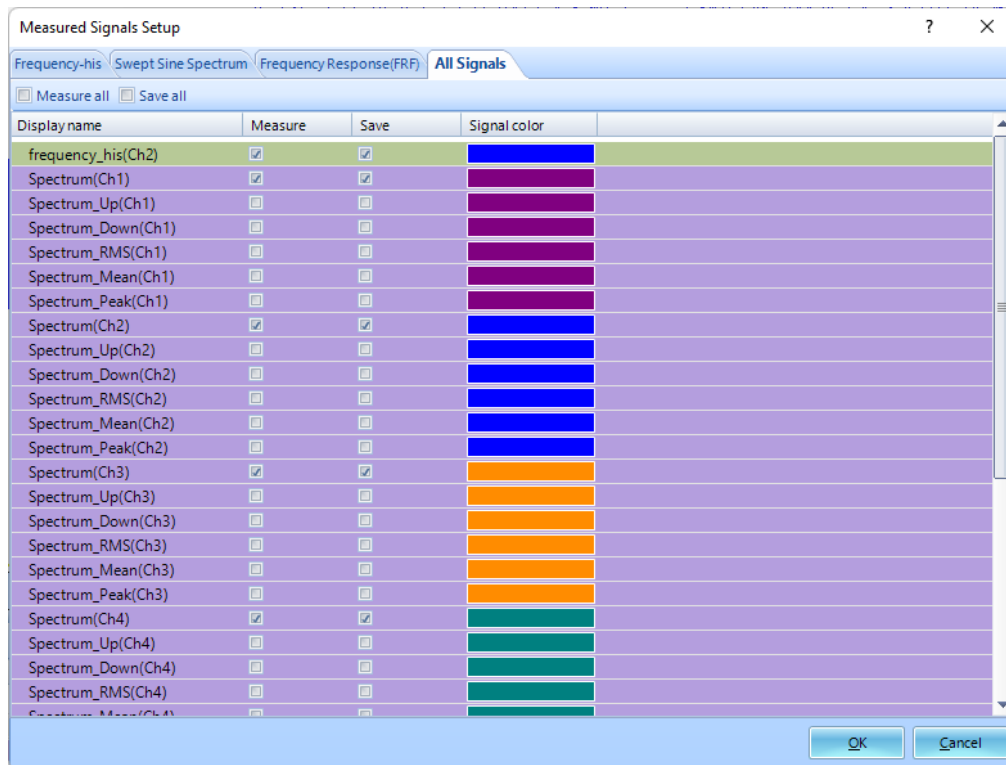 Measured Signals Setup ?
Frequency-his Swept Sine Spectrum Frequency Response(FRF) All Signals
Measure all Save all
Display name Measure Save Signal color
frequency_his(Ch2)
Spectrum(Ch1)
Spectrum_Up(Ch1)
Spectrum_Down(Ch1)
Spectrum_RMS(Ch1)
Spectrum_Mean(Ch1)
Spectrum_Peak(Ch1)
Spectrum(Ch2)
Spectrum_Up(Ch2)
Spectrum_Down(Ch2)
Spectrum_RMS(Ch2)
Spectrum_Mean(Ch2)
Spectrum_Peak(Ch2)
Spectrum(Ch3)
Spectrum_Up(Ch3)
Spectrum_Down(Ch3)
Spectrum_RMS(Ch3)
Spectrum_Mean(Ch3)
Spectrum_Peak(Ch3)
Spectrum(Ch4)
Spectrum_Up(Ch4)
Spectrum_Down(Ch4)
Spectrum_RMS(Ch4)
Spectrum_Mean(Ch4)
OK Cancel